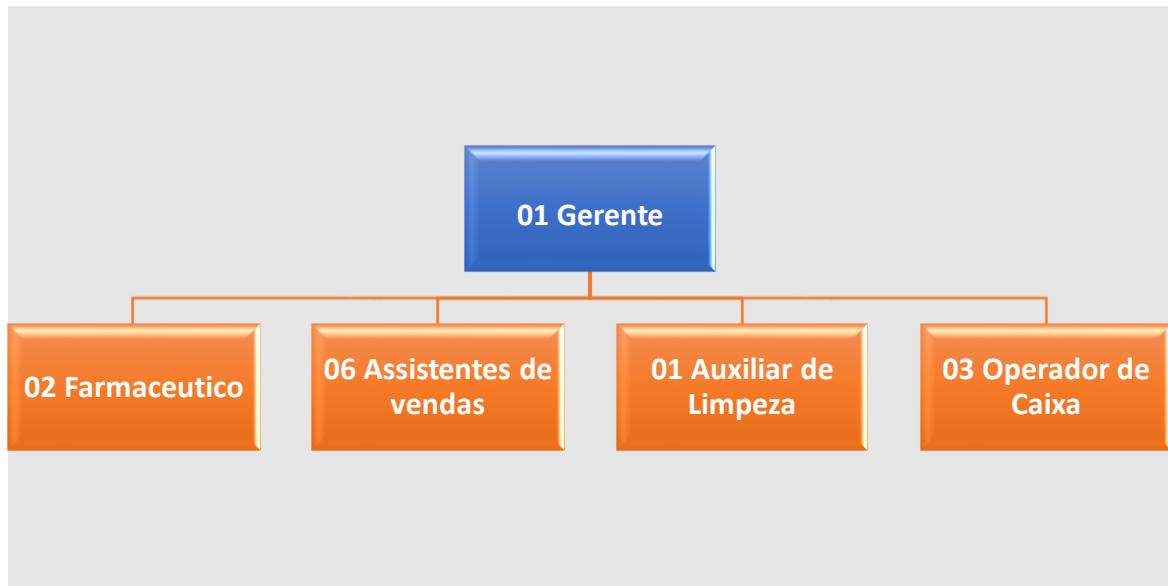 01 Gerente
02 Farmaceutico
06 Assistentes de
vendas
01 Auxiliar de
Limpeza
03 Operador de
Caixa